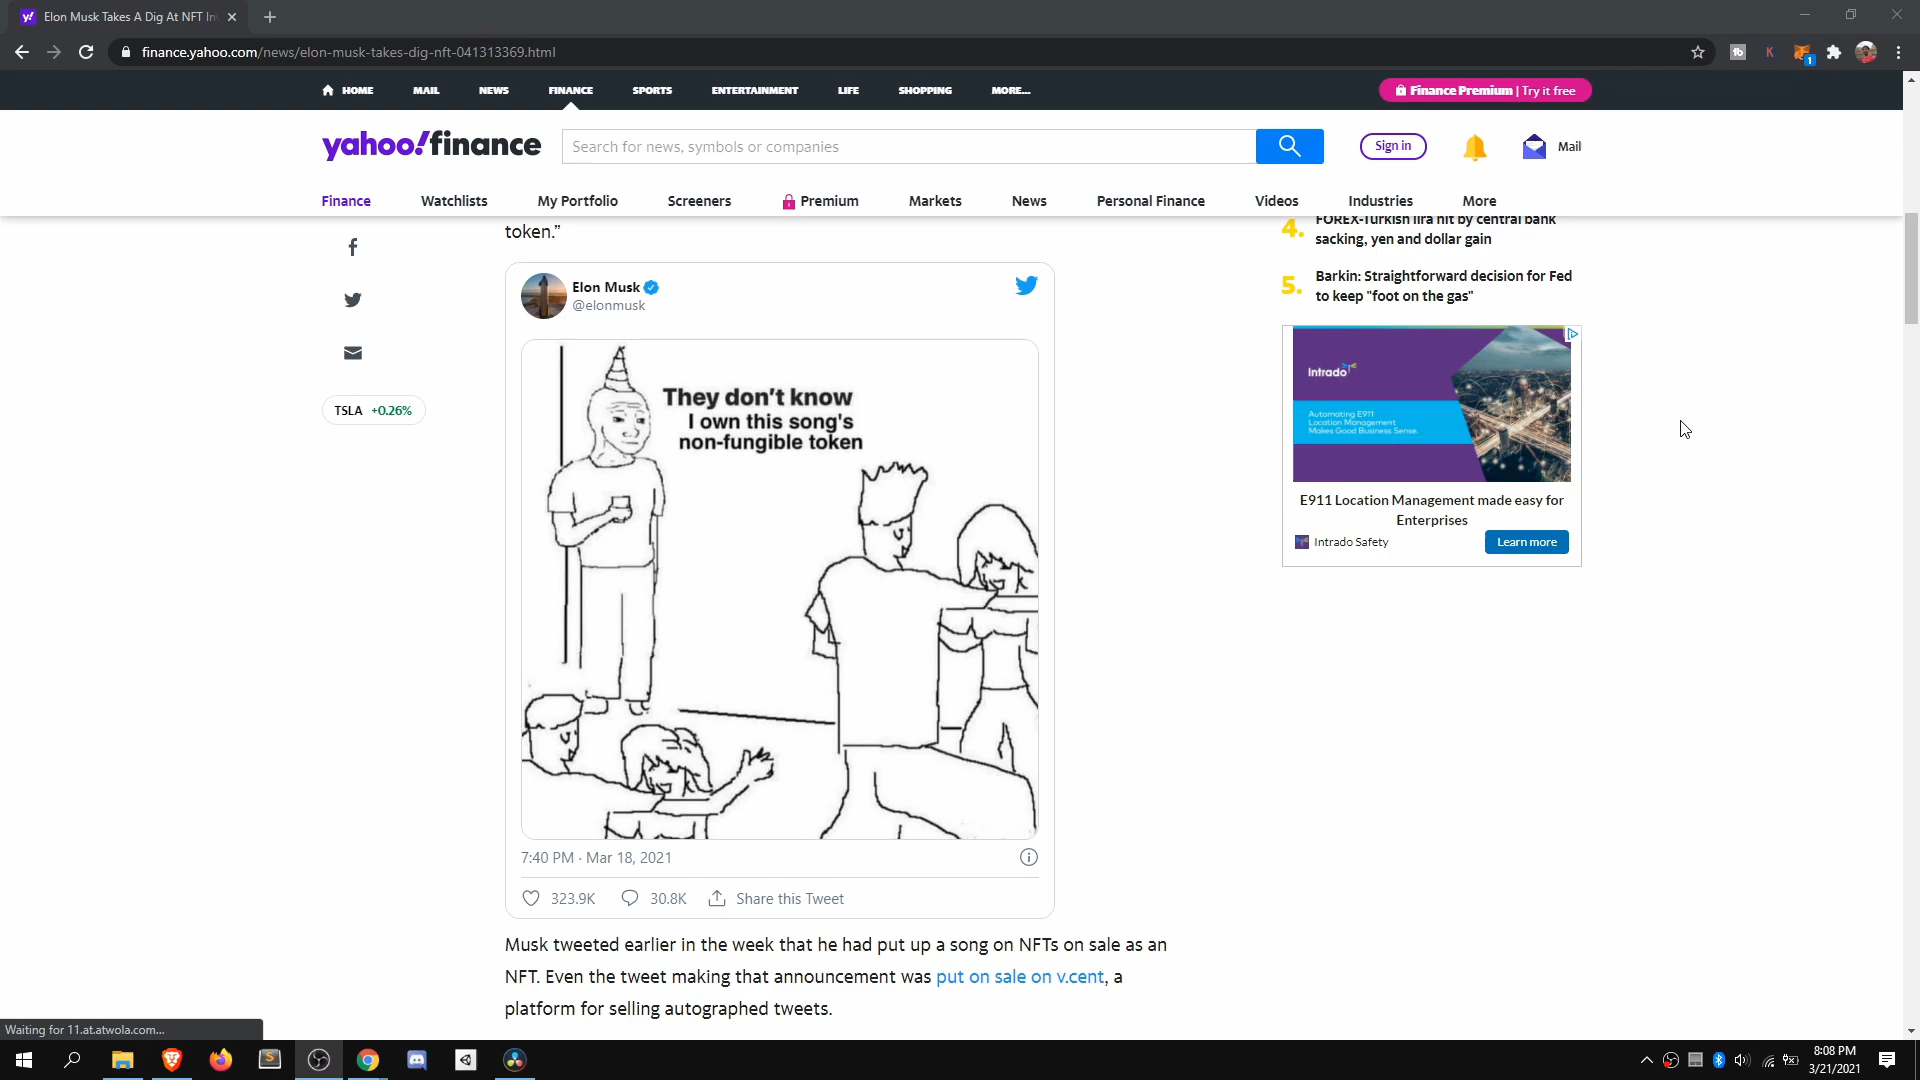 Elon Musk Takes A Dig At NFT In
finance.yahoo.com/news/elon-musk-takes-dig-nft-041313369.html
HOME MAIL NEWS FINANCE SPORTS ENTERTAINMENT LIFE SHOPPING MORE...
Finance Premium | Try it free
yahoo!finance
Search for news, symbols or companies
Sign in
Mail
Finance Watchlists My Portfolio Screeners Premium Markets News Personal Finance Videos Industries More
token.”
4. FOREX-Turkish lira hit by central bank
sacking, yen and dollar gain
5. Barkin: Straightforward decision for Fed
to keep "foot on the gas"
TSLA +0.26%
Elon Musk
@elonmusk
They don't know
I own this song's
non-fungible token
7:40 PM · Mar 18, 2021
323.9K 30.8K Share this Tweet
Intrado
Automating E911
Location Management
Makes Good Business Sense.
E911 Location Management made easy for
Enterprises
Intrado Safety
Learn more
Musk tweeted earlier in the week that he had put up a song on NFTs on sale as an
NFT. Even the tweet making that announcement was put on sale on v.cent, a
platform for selling autographed tweets.
Waiting for 11.at.atwola.com...
8:08 PM
3/21/2021